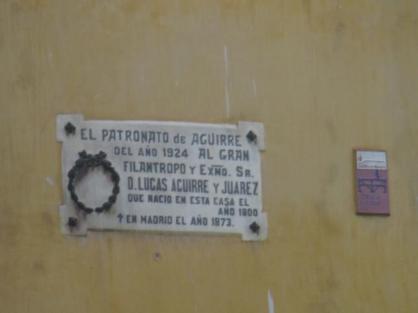 EL PATRONATO de AGUIRRE
DEL AÑO 1924 AL GRAN
FILANTROPO Y EXMO. SR.
D. LUCAS AGUIRRE Y JUAREZ
QUE NACIO EN ESTA CASA EL
AÑO 1800
✝ EN MADRID EL AÑO 1873.